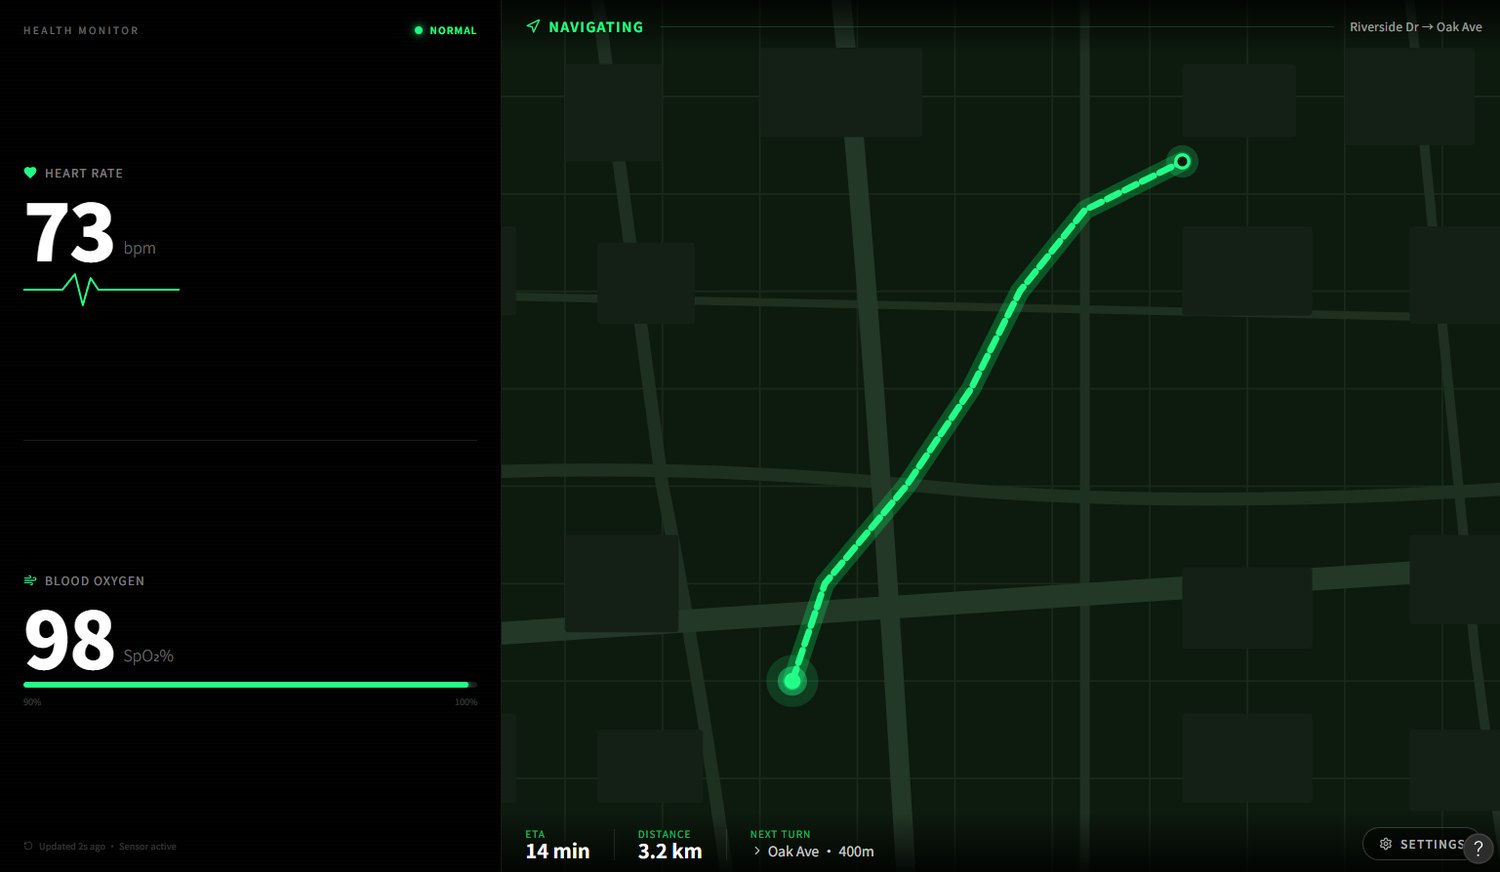 HEALTH MONITOR
NORMAL
HEART RATE
73 bpm
BLOOD OXYGEN
98 SpO₂%
90% 100%
Updated 2s ago • Sensor active
NAVIGATING
Riverside Dr → Oak Ave
ETA
14 min
DISTANCE
3.2 km
NEXT TURN
Oak Ave • 400m
SETTINGS
?